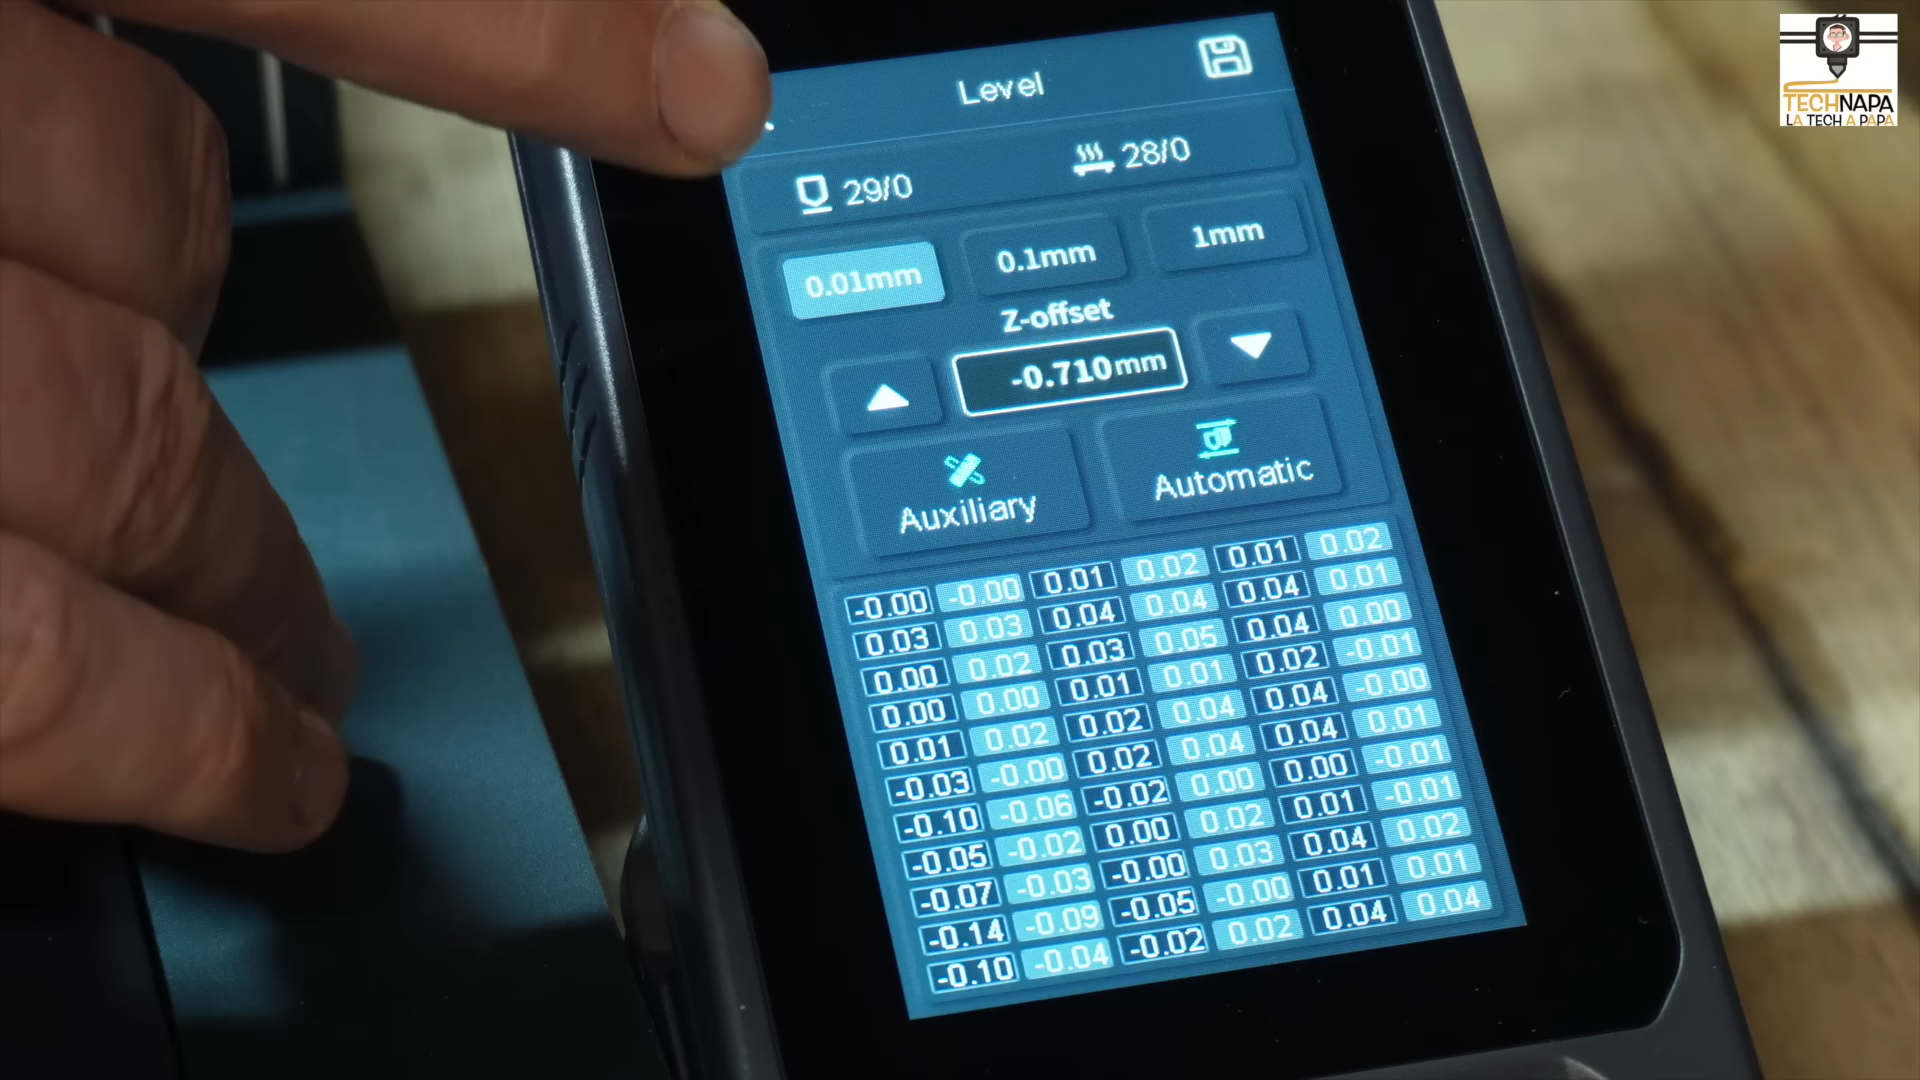 Level
29/0 28/0
0.01mm 0.1mm 1mm
Z-offset
-0.710mm
Auxiliary Automatic
-0.00 -0.00 0.01 0.02 0.01 0.02
0.03 0.03 0.04 0.04 0.04 0.01
0.00 0.02 0.03 0.05 0.04 0.00
0.00 0.00 0.01 0.01 0.02 -0.01
0.01 0.02 0.02 0.04 0.04 -0.00
-0.03 -0.00 0.02 0.04 0.04 0.01
-0.10 -0.06 -0.02 0.00 0.00 -0.01
-0.05 -0.02 0.00 0.02 0.01 -0.01
-0.07 -0.03 -0.00 0.03 0.04 0.02
-0.14 -0.09 -0.05 -0.00 0.01 0.01
-0.10 -0.04 -0.02 0.02 0.04 0.04
TECHNAPA
LA TECH A PAPA